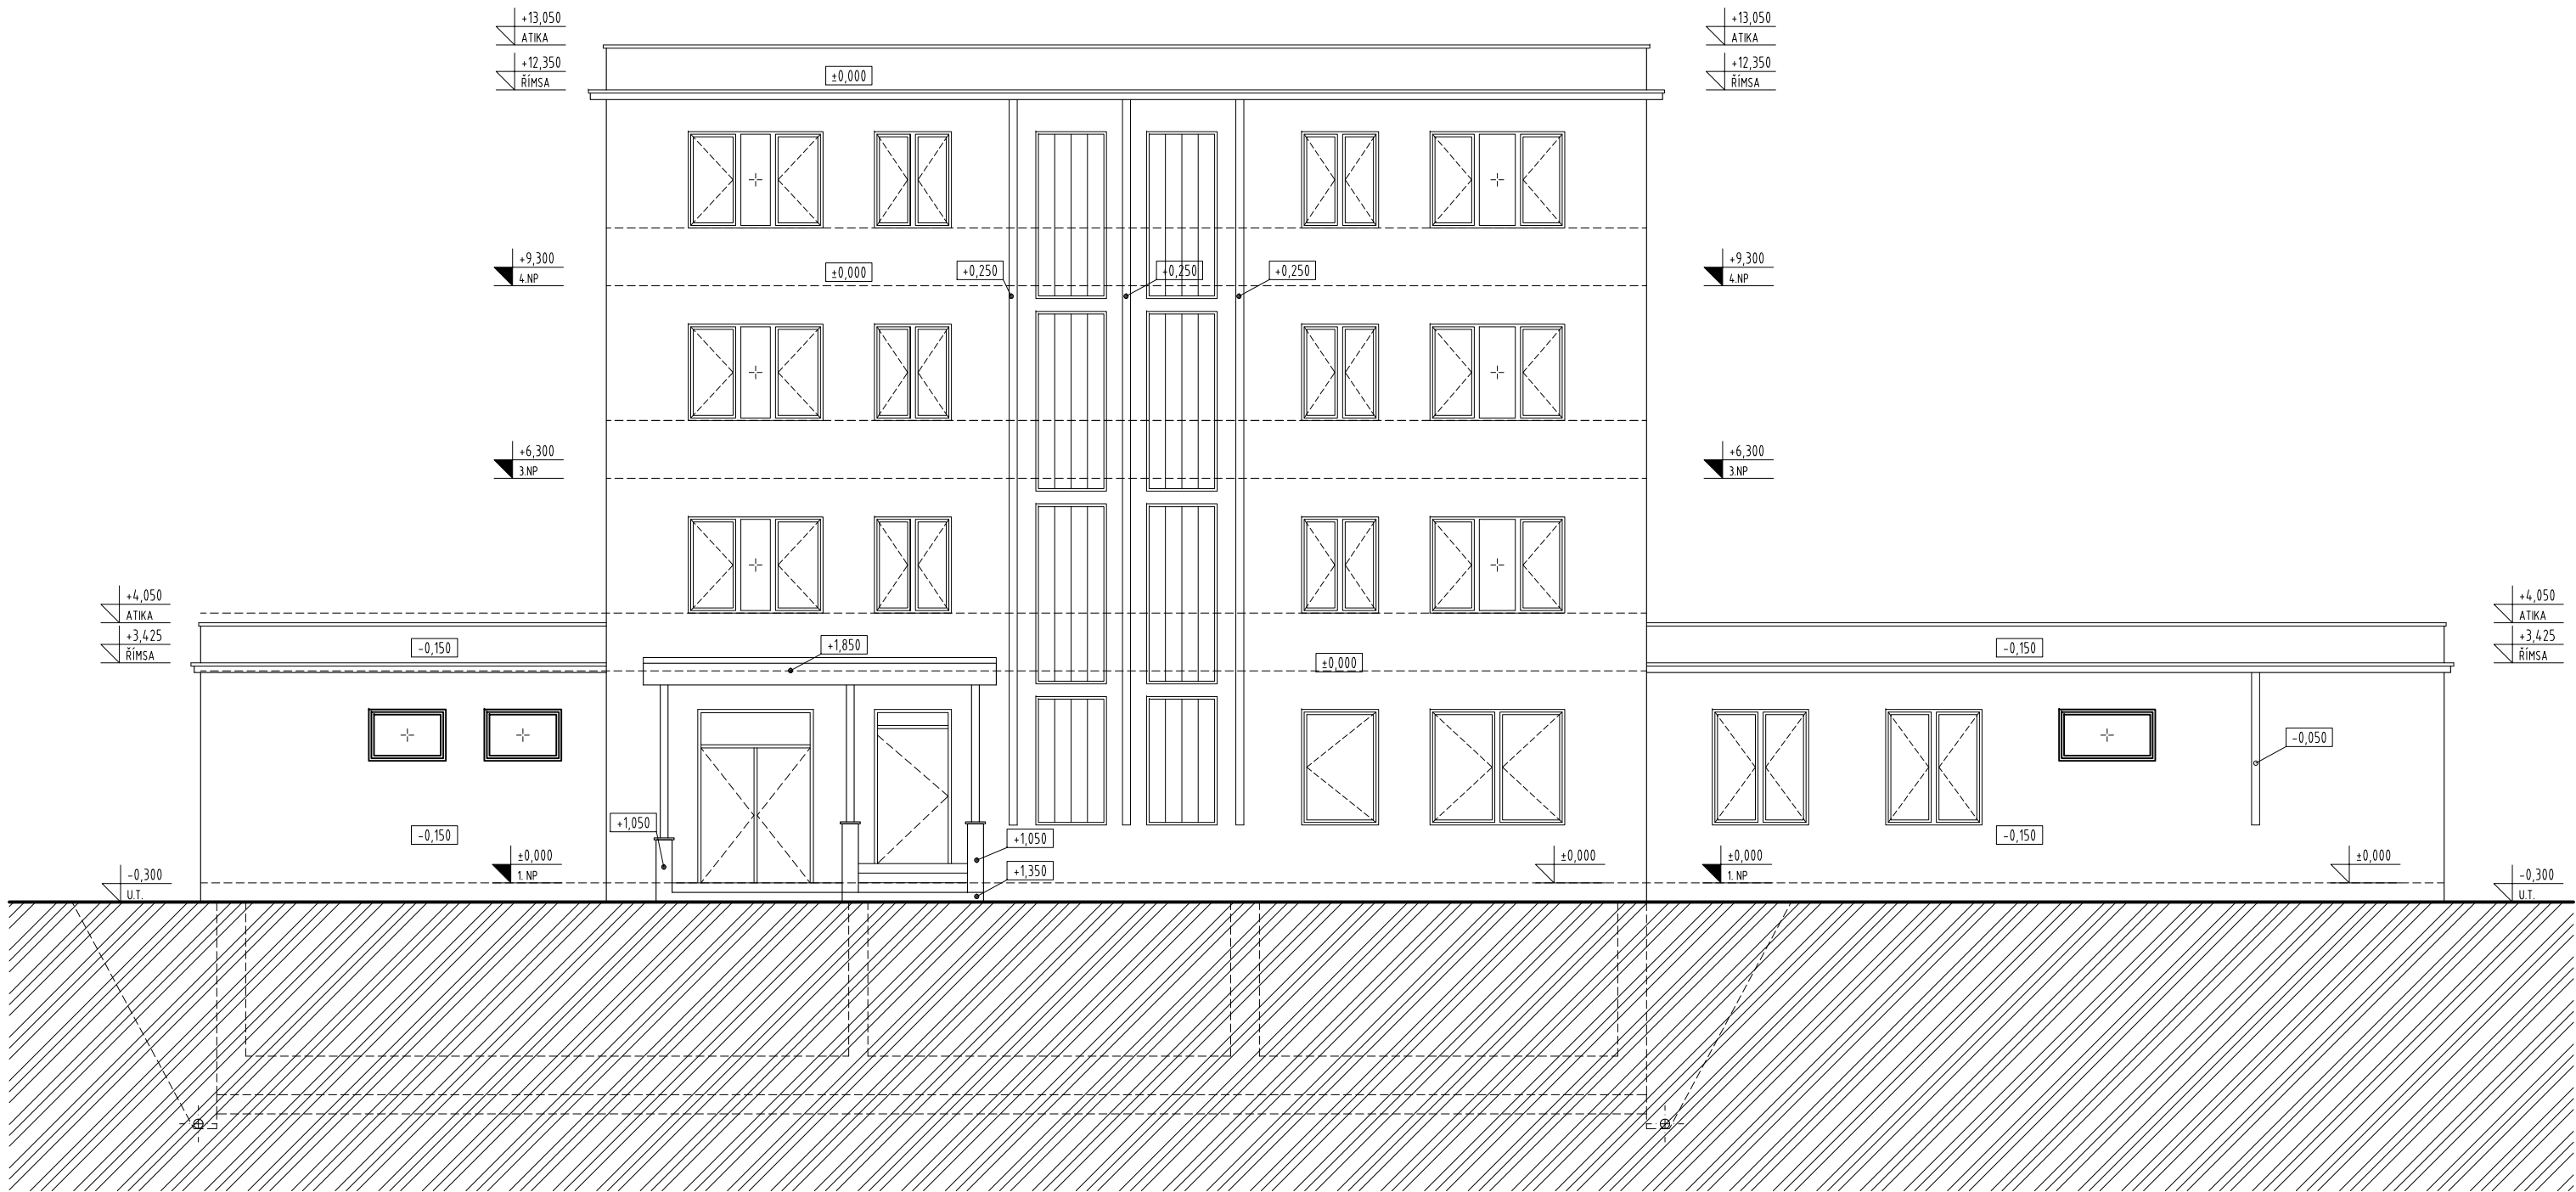 +13,050
ATIKA
+13,050
ATIKA
+12,350
ŘÍMSA
±0,000
+12,350
ŘÍMSA
+9,300
4.NP
±0,000
+0,250
+0,250
+0,250
+9,300
4.NP
+6,300
3.NP
+6,300
3.NP
+4,050
ATIKA
+4,050
ATIKA
+3,425
ŘÍMSA
-0,150
+1,850
±0,000
-0,150
+3,425
ŘÍMSA
-0,050
+1,050
-0,150
+1,050
-0,150
±0,000
1. NP
+1,350
±0,000
±0,000
1. NP
±0,000
-0,300
U.T.
-0,300
U.T.